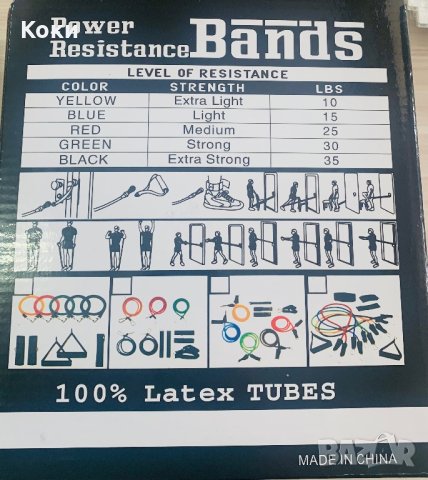 Коки
Power
Resistance Bands
LEVEL OF RESISTANCE
COLOR STRENGTH LBS
YELLOW Extra Light 10
BLUE Light 15
RED Medium 25
GREEN Strong 30
BLACK Extra Strong 35
100% Latex TUBES
BAZAR
MADE IN CHINA